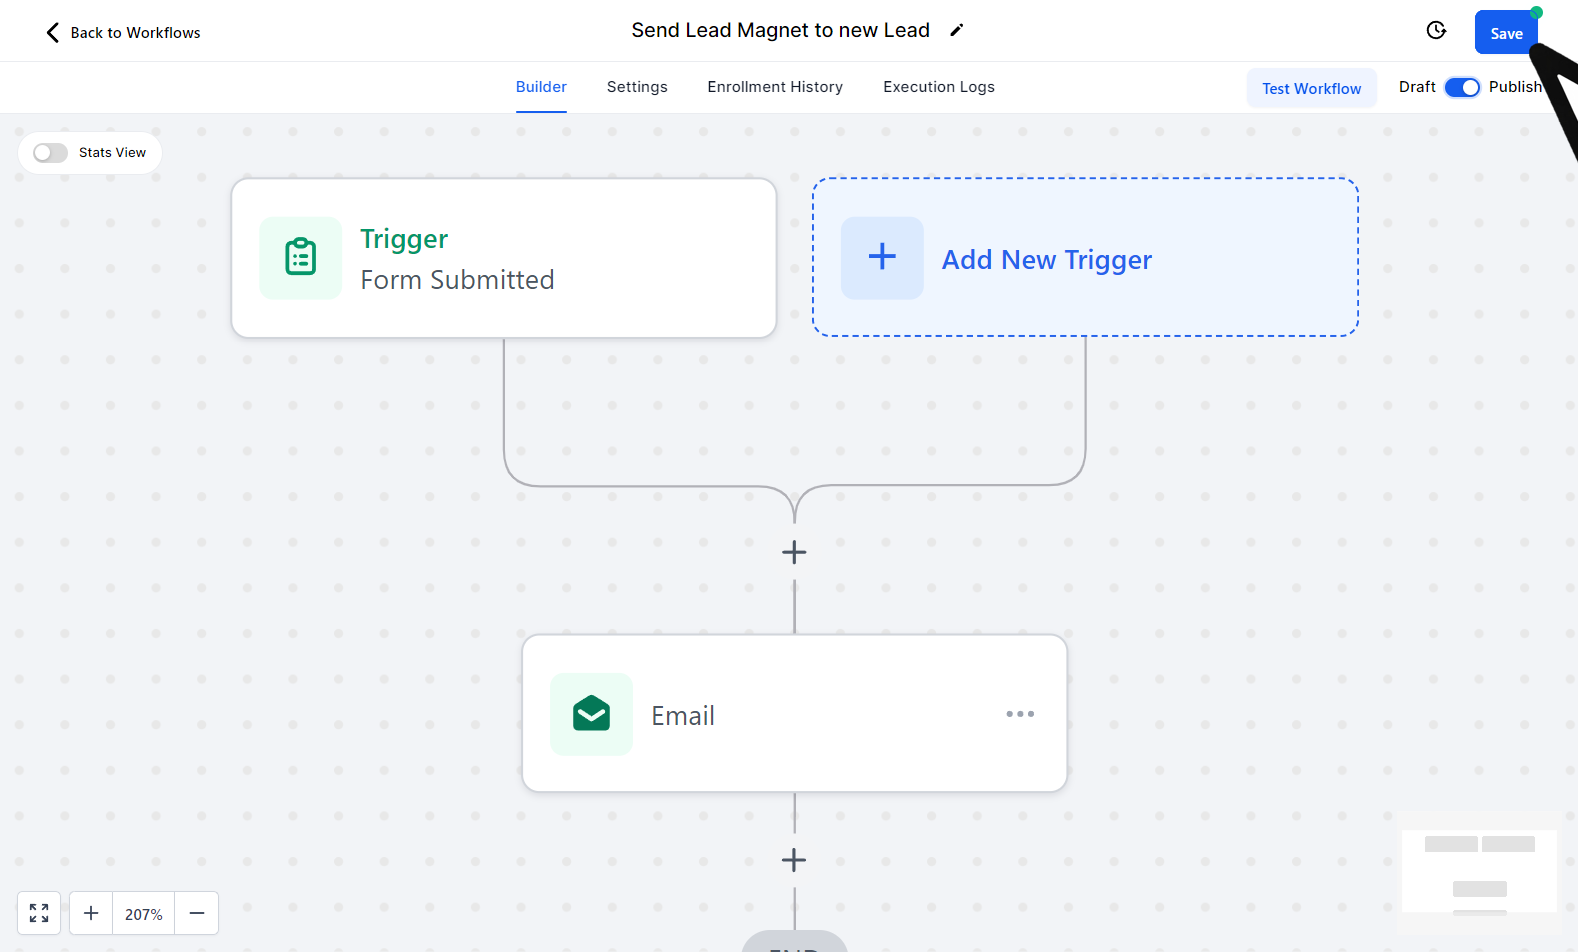 Back to Workflows
Send Lead Magnet to new Lead
Save
Builder
Settings
Enrollment History
Execution Logs
Test Workflow
Draft
Publish
Stats View
Trigger
Form Submitted
Add New Trigger
Email
207%